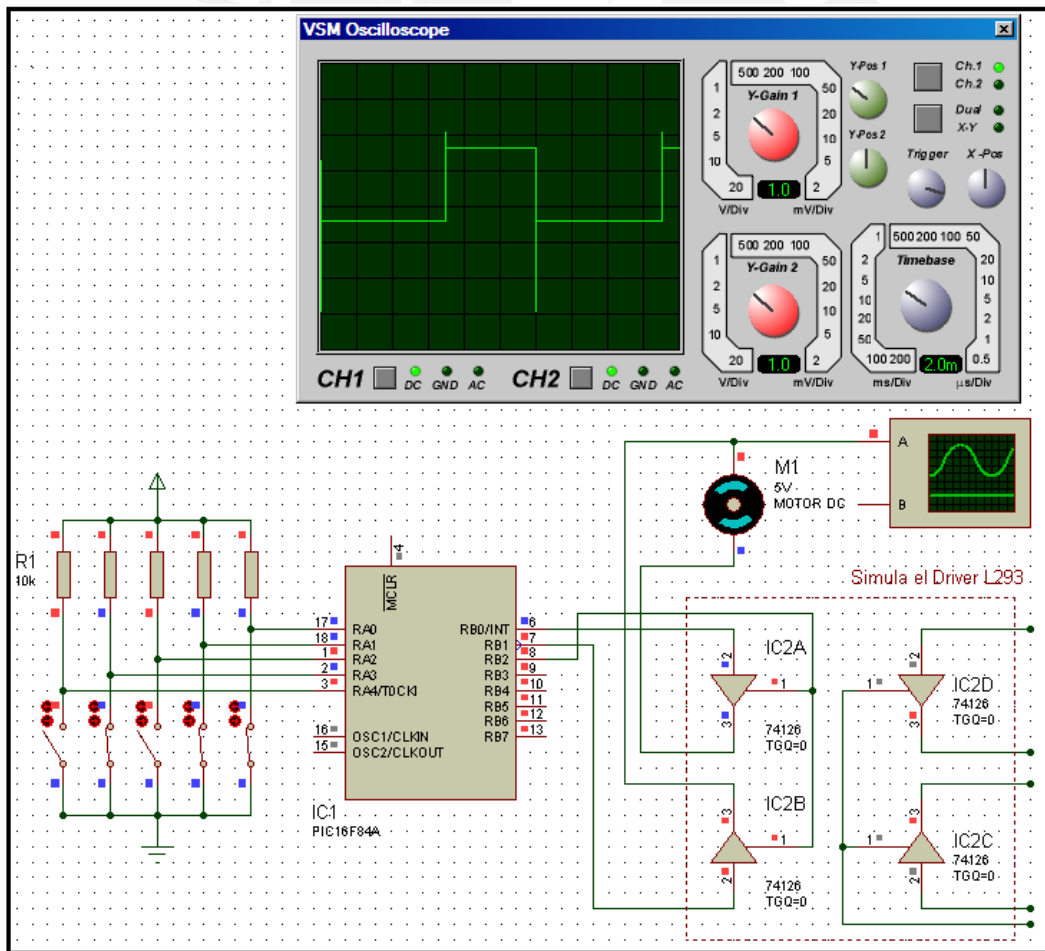 VSM Oscilloscope
500 200 100
1
2
5
10
20
50
20
10
5
2
Y-Gain 1
1.0
V/Div
mV/Div
Y-Pos 1
Y-Pos 2
Ch.1
Ch.2
Dual
X-Y
Trigger
X -Pos
500 200 100
1
2
5
10
20
50
20
10
5
2
Y-Gain 2
1.0
V/Div
mV/Div
1
500 200 100 50
2
5
10
20
50
100 200
20
10
5
2
1
0.5
Timebase
2.0m
ms/Div
µs/Div
CH1
DC GND AC
CH2
DC GND AC
A
B
M1
5V
MOTOR DC
R1
10k
4
MCLR
17
18
1
2
3
16
15
RA0
RA1
RA2
RA3
RA4/T0CKI
OSC1/CLKIN
OSC2/CLKOUT
RB0/INT
RB1
RB2
RB3
RB4
RB5
RB6
RB7
6
7
8
9
10
11
12
13
IC1
PIC16F84A
Simula el Driver L293
IC2A
2
1
3
74126
TGQ=0
IC2D
2
1
3
74126
TGQ=0
IC2B
3
1
2
74126
TGQ=0
IC2C
3
1
2
74126
TGQ=0